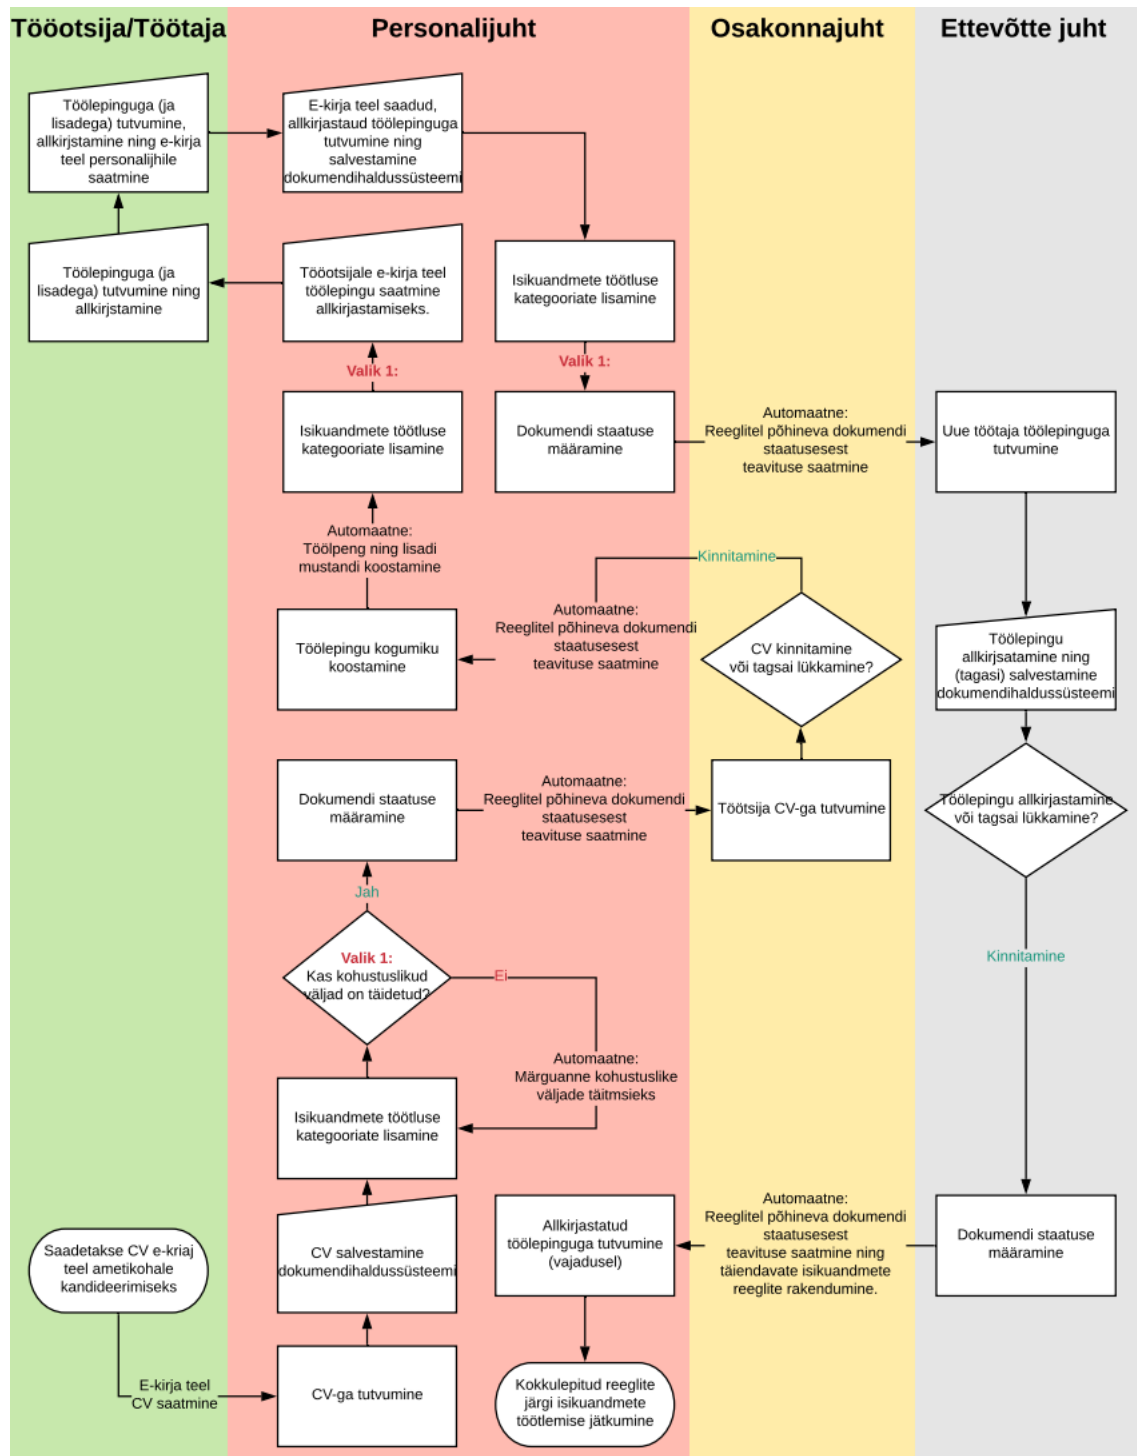 Tööotsija/Töötaja
Personalijuht
Osakonnajuht
Ettevõtte juht
Töölepinguga (ja
lisadega) tutvumine,
allkirjstamine ning e-kirja
teel personalijhile
saatmine
E-kirja teel saadud,
allkirjastaud töölepinguga
tutvumine ning
salvestamine
dokumendihaldussüsteemi
Töölepinguga (ja
lisadega) tutvumine ning
allkirjstamine
Tööotsijale e-kirja teel
töölepingu saatmine
allkirjastamiseks.
Isikuandmete töötluse
kategooriate lisamine
Valik 1:
Valik 1:
Isikuandmete töötluse
kategooriate lisamine
Dokumendi staatuse
määramine
Automaatne:
Reeglitel põhineva dokumendi
staatusesest
teavituse saatmine
Uue töötaja töölepinguga
tutvumine
Automaatne:
Töölpeng ning lisadi
mustandi koostamine
Kinnitamine
Töölepingu kogumiku
koostamine
Automaatne:
Reeglitel põhineva dokumendi
staatusesest
teavituse saatmine
CV kinnitamine
või tagsai lükkamine?
Töölepingu
allkirjsatamine ning
(tagasi) salvestamine
dokumendihaldussüsteemi
Dokumendi staatuse
määramine
Automaatne:
Reeglitel põhineva dokumendi
staatusesest
teavituse saatmine
Töötsija CV-ga tutvumine
Töölepingu allkirjastamine
või tagsai lükkamine?
Jah
Valik 1:
Kas kohustuslikud
väljad on täidetud?
Ei
Kinnitamine
Automaatne:
Märguanne kohustuslike
väljade täitmsieks
Isikuandmete töötluse
kategooriate lisamine
Saadetakse CV e-kriaj
teel ametikohale
kandideerimiseks
CV salvestamine
dokumendihaldussüsteemi
Allkirjastatud
töölepinguga tutvumine
(vajadusel)
Automaatne:
Reeglitel põhineva dokumendi
staatusesest
teavituse saatmine ning
täiendavate isikuandmete
reeglite rakendumine.
Dokumendi staatuse
määramine
E-kirja teel
CV saatmine
CV-ga tutvumine
Kokkulepitud reeglite
järgi isikuandmete
töötlemise jätkumine